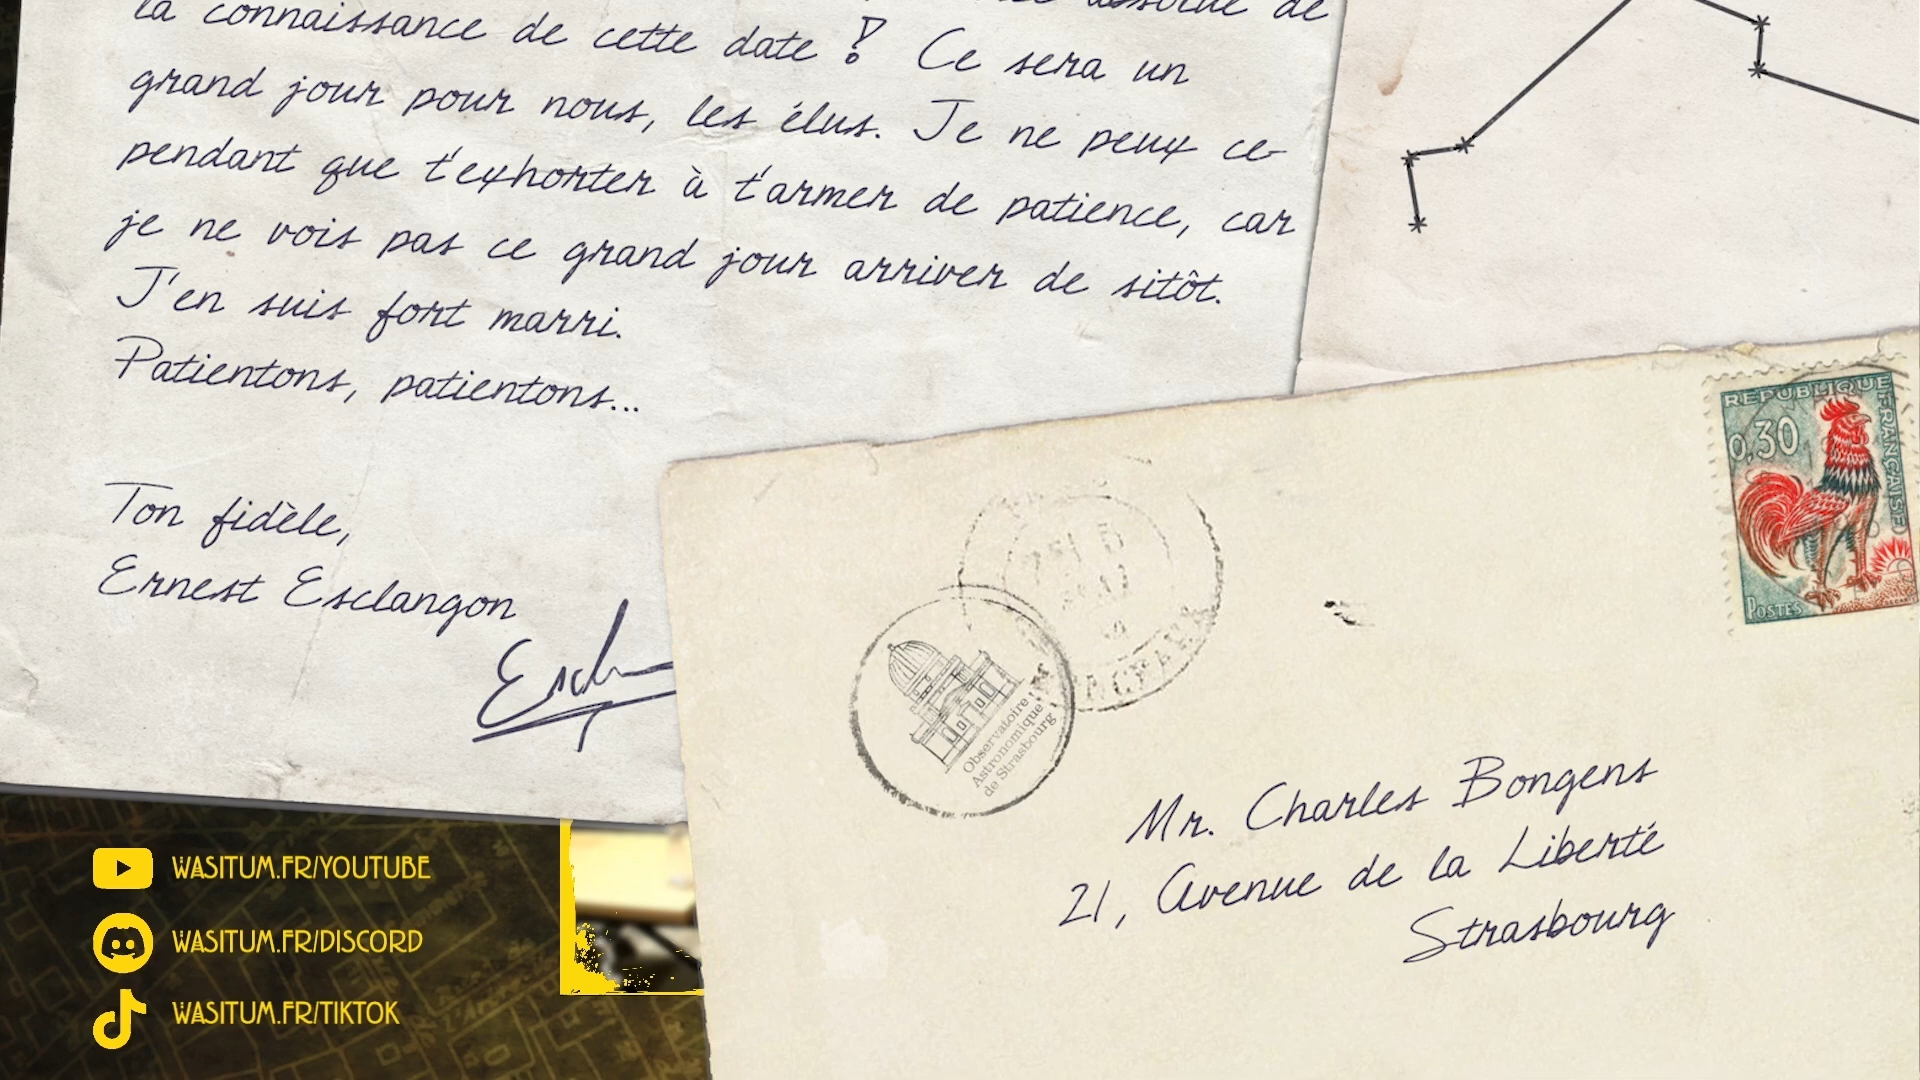 la connaissance de cette date ! Ce sera un
grand jour pour nous, les élus. Je ne peux ce-
pendant que t'exhorter à t'armer de patience, car
je ne vois pas ce grand jour arriver de sitôt.
J'en suis fort marri.
Patientons, patientons...
Ton fidèle,
Ernest Esclangon
REPUBLIQUE FRANÇAISE
0,30
POSTES
Observatoire
Astronomique
de Strasbourg
Mr. Charles Bongens
21, Avenue de la Liberté
Strasbourg
WASITUM.FR/YOUTUBE
WASITUM.FR/DISCORD
WASITUM.FR/TIKTOK